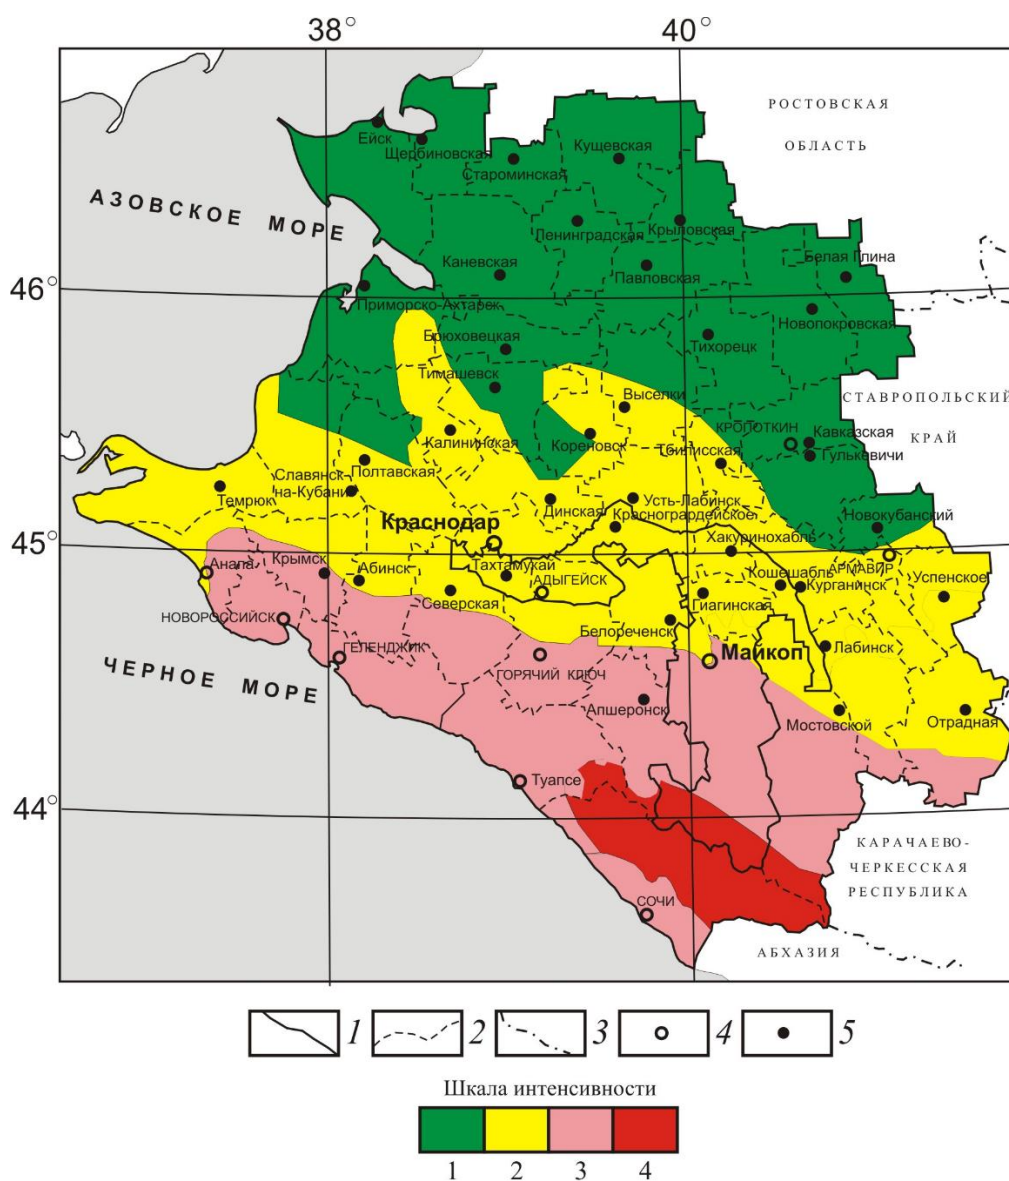 38°
40°
РОСТОВСКАЯ
ОБЛАСТЬ
Ейск
Щербиновская
Кущевская
Староминская
АЗОВСКОЕ МОРЕ
Ленинградская
Крыловская
Каневская
Павловская
Белая Глина
46°
Приморско-Ахтарск
Новопокровская
Брюховецкая
Тихорецк
Тимашевск
СТАВРОПОЛЬСКИЙ
КРАЙ
Выселки
КРОПОТКИН
Кавказская
Калининская
Кореновск
Гулькевичи
Тбилисская
Славянск-
на-Кубани
Полтавская
Темрюк
Усть-Лабинск
Динская
Красногвардейское
Новокубанский
Краснодар
45°
Хакуринохабль
Анапа
Крымск
Абинск
Тахтамукай
АДЫГЕЙСК
АРМАВИР
Кошешабль
Курганинск
Успенское
Северская
Гиагинская
НОВОРОССИЙСК
Белореченск
ГЕЛЕНДЖИК
Майкоп
Лабинск
ЧЕРНОЕ МОРЕ
ГОРЯЧИЙ КЛЮЧ
Апшеронск
Мостовской
Отрадная
Туапсе
44°
КАРАЧАЕВО-
ЧЕРКЕССКАЯ
РЕСПУБЛИКА
СОЧИ
АБХАЗИЯ
1 2 3 4 5
Шкала интенсивности
1 2 3 4